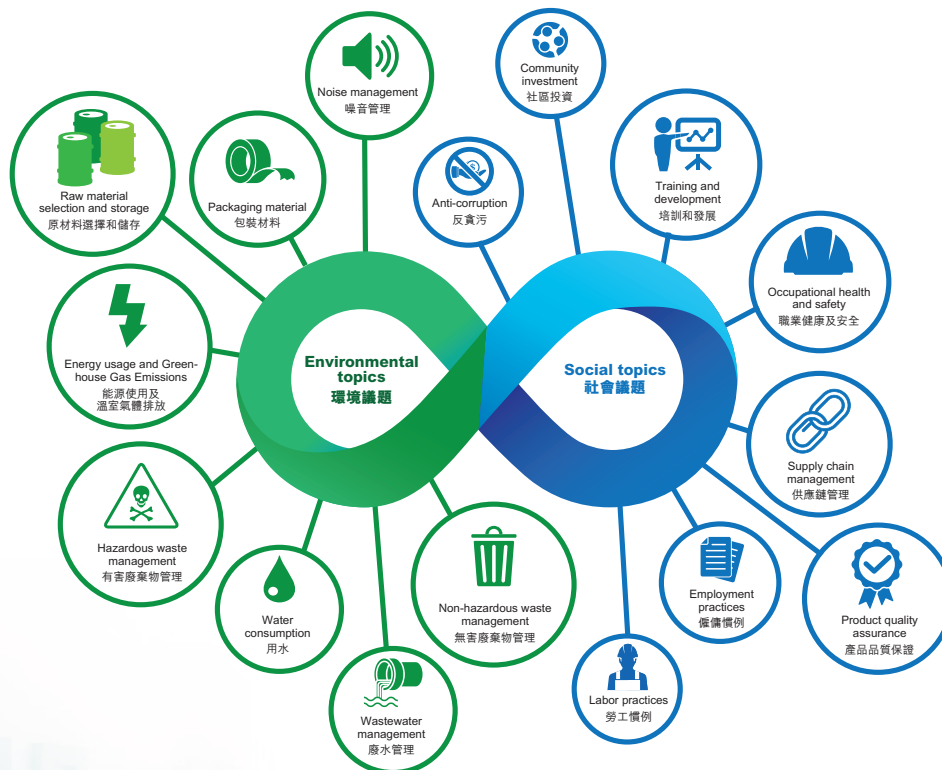 Noise management
噪音管理
Community
investment
社區投資
Raw material
selection and storage
原材料選擇和儲存
Packaging material
包裝材料
Anti-corruption
反貪污
Training and
development
培訓和發展
Energy usage and Green-
house Gas Emissions
能源使用及
溫室氣體排放
Environmental
topics
環境議題
Social topics
社會議題
Occupational health
and safety
職業健康及安全
Supply chain
management
供應鏈管理
Hazardous waste
management
有害廢棄物管理
Water
consumption
用水
Wastewater
management
廢水管理
Non-hazardous waste
management
無害廢棄物管理
Labor practices
勞工慣例
Employment
practices
僱傭慣例
Product quality
assurance
產品品質保證